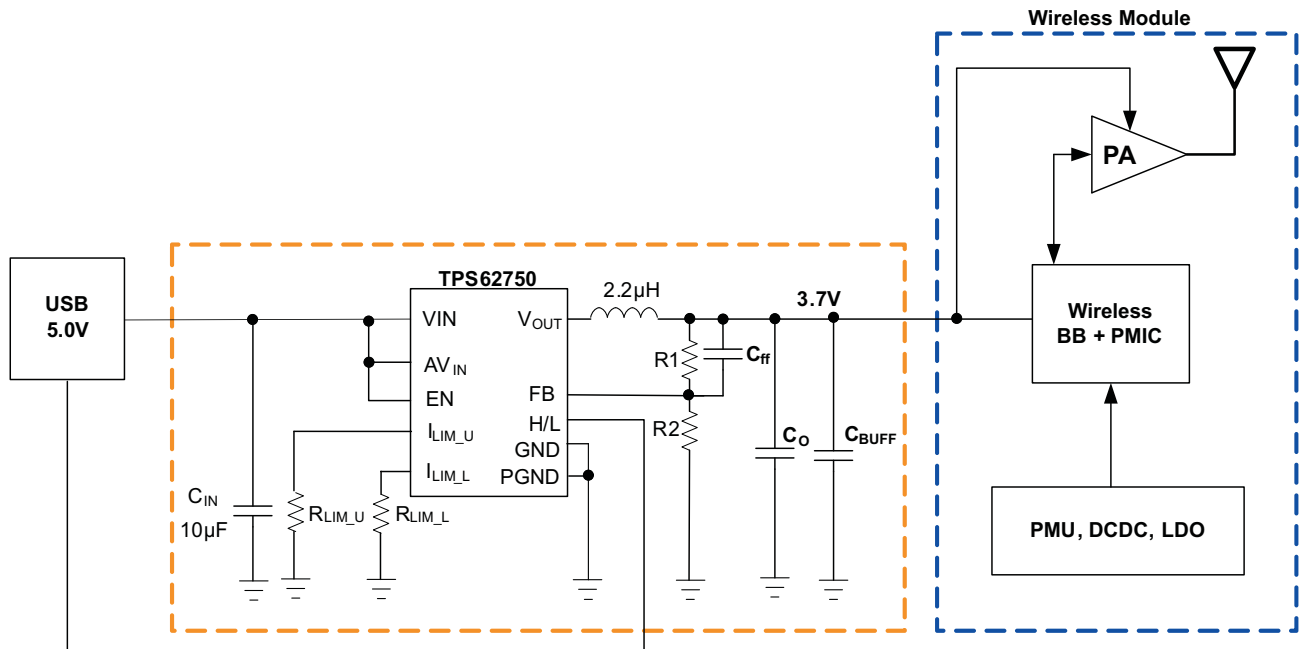 Wireless Module
PA
USB
5.0V
TPS62750
2.2µH
3.7V
VIN
VOUT
AVIN
EN
ILIM_U
ILIM_L
FB
H/L
GND
PGND
R1
Cff
R2
CO
CBUFF
CIN
10µF
RLIM_U
RLIM_L
Wireless
BB + PMIC
PMU, DCDC, LDO